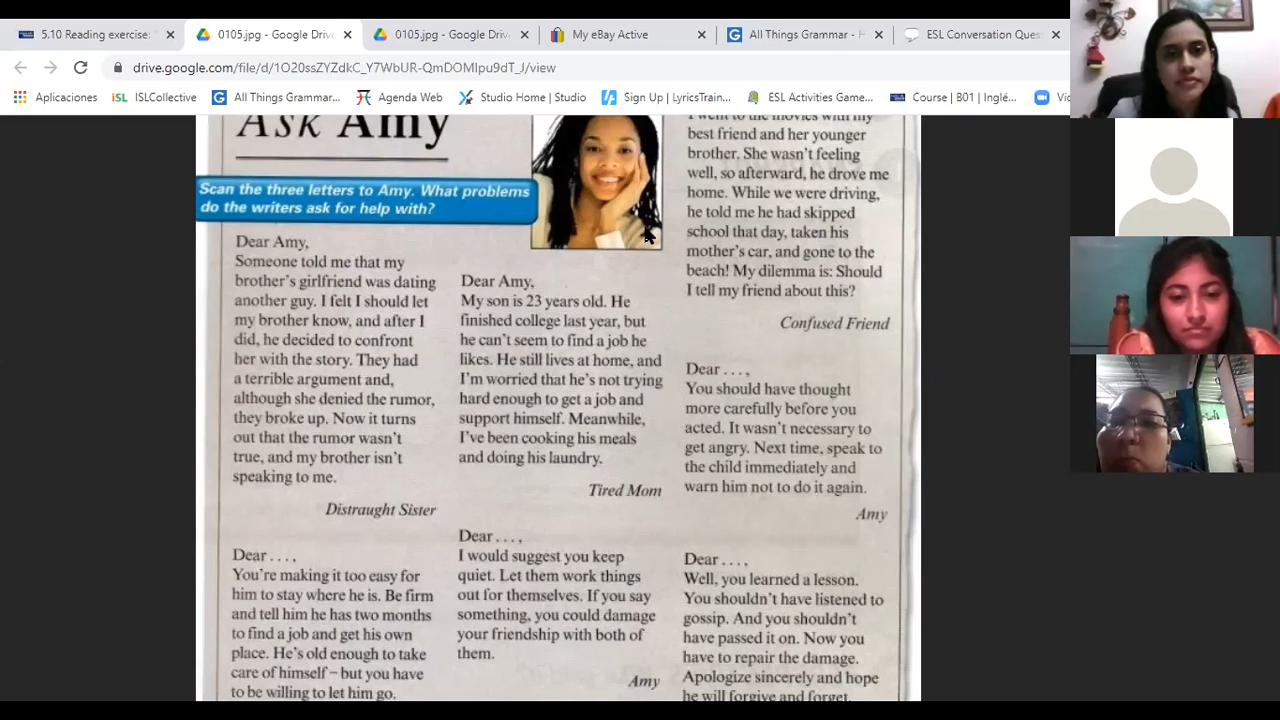 5.10 Reading exercise:
0105.jpg - Google Driv
0105.jpg - Google Driv
My eBay Active
All Things Grammar - H
ESL Conversation Ques
drive.google.com/file/d/1O20ssZYZdkC_Y7WbUR-QmDOMlpu9dT_J/view
Aplicaciones
ISLCollective
All Things Grammar...
Agenda Web
Studio Home | Studio
Sign Up | LyricsTrain...
ESL Activities Game...
Course | B01 | Inglé...
Ask Amy
Scan the three letters to Amy. What problems
do the writers ask for help with?
Dear Amy,
Someone told me that my
brother's girlfriend was dating
another guy. I felt I should let
my brother know, and after I
did, he decided to confront
her with the story. They had
a terrible argument and,
although she denied the rumor,
they broke up. Now it turns
out that the rumor wasn't
true, and my brother isn't
speaking to me.
Distraught Sister
Dear . . . ,
You're making it too easy for
him to stay where he is. Be firm
and tell him he has two months
to find a job and get his own
place. He's old enough to take
care of himself – but you have
to be willing to let him go.
Dear Amy,
My son is 23 years old. He
finished college last year, but
he can't seem to find a job he
likes. He still lives at home, and
I'm worried that he's not trying
hard enough to get a job and
support himself. Meanwhile,
I've been cooking his meals
and doing his laundry.
Tired Mom
Dear . . . ,
I would suggest you keep
quiet. Let them work things
out for themselves. If you say
something, you could damage
your friendship with both of
them.
Amy
I went to the movies with my
best friend and her younger
brother. She wasn't feeling
well, so afterward, he drove me
home. While we were driving,
he told me he had skipped
school that day, taken his
mother's car, and gone to the
beach! My dilemma is: Should
I tell my friend about this?
Confused Friend
Dear . . . ,
You should have thought
more carefully before you
acted. It wasn't necessary to
get angry. Next time, speak to
the child immediately and
warn him not to do it again.
Amy
Dear . . . ,
Well, you learned a lesson.
You shouldn't have listened to
gossip. And you shouldn't
have passed it on. Now you
have to repair the damage.
Apologize sincerely and hope
he will forgive and forget.